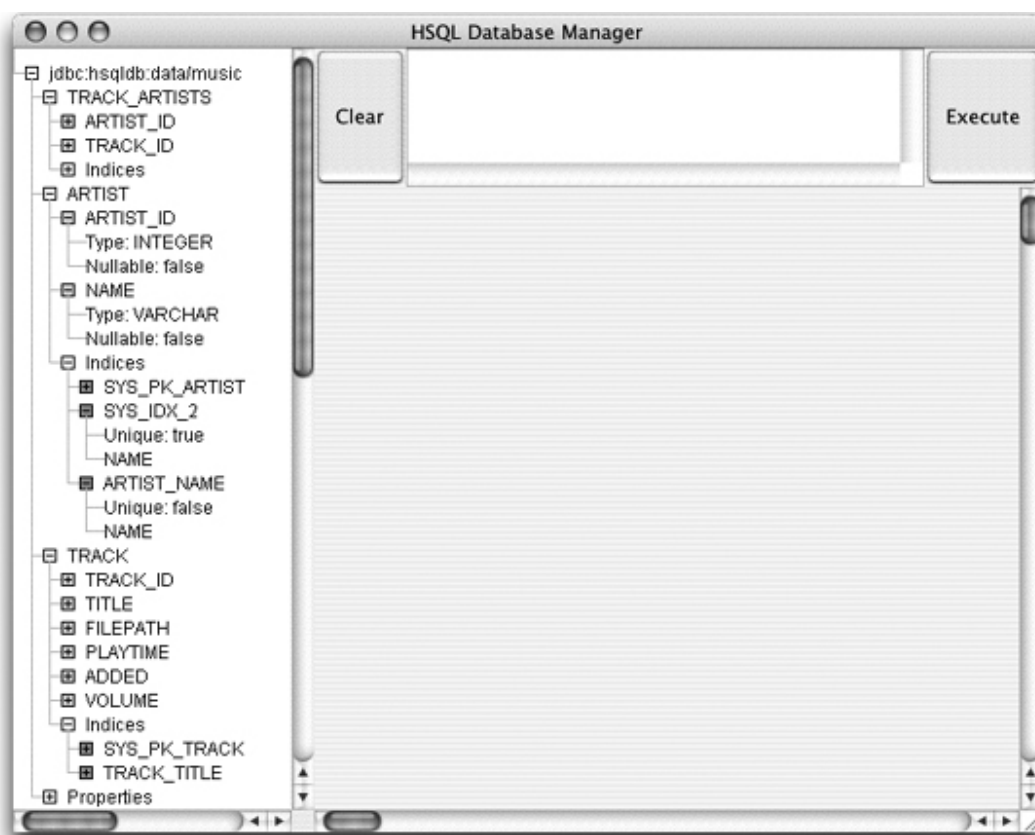 HSQL Database Manager
jdbc:hsqldb:data/music
TRACK_ARTISTS
ARTIST_ID
TRACK_ID
Indices
ARTIST
ARTIST_ID
Type: INTEGER
Nullable: false
NAME
Type: VARCHAR
Nullable: false
Indices
SYS_PK_ARTIST
SYS_IDX_2
Unique: true
NAME
ARTIST_NAME
Unique: false
NAME
TRACK
TRACK_ID
TITLE
FILEPATH
PLAYTIME
ADDED
VOLUME
Indices
SYS_PK_TRACK
TRACK_TITLE
Properties
Clear
Execute